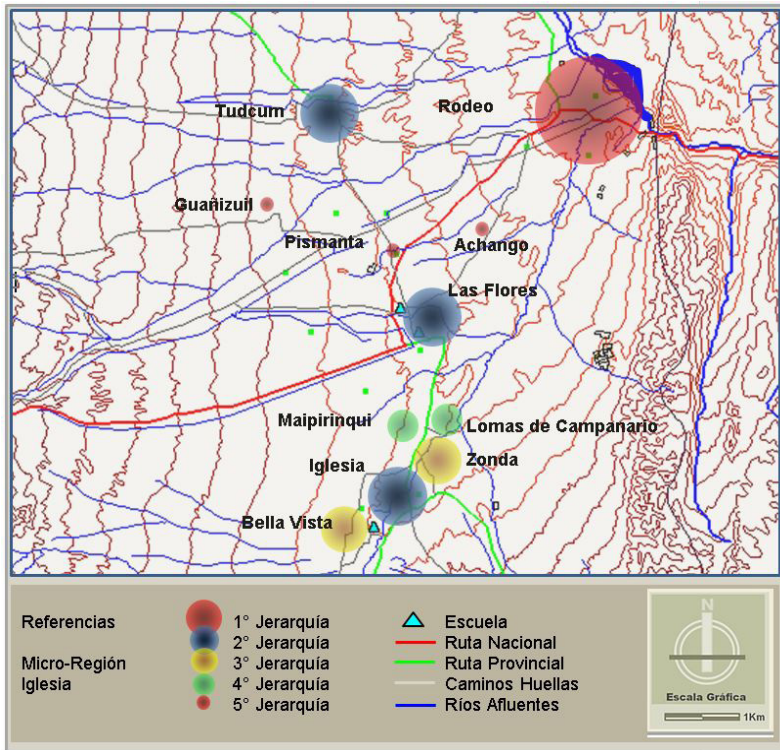 Tudcum
Rodeo
Guañizuil
Pismanta
Achango
Las Flores
Maipirinqui
Lomas de Campanario
Iglesia
Zonda
Bella Vista
Referencias
Micro-Región
Iglesia
1° Jerarquía
2° Jerarquía
3° Jerarquía
4° Jerarquía
5° Jerarquía
Escuela
Ruta Nacional
Ruta Provincial
Caminos Huellas
Ríos Afluentes
N
Escala Gráfica
1Km